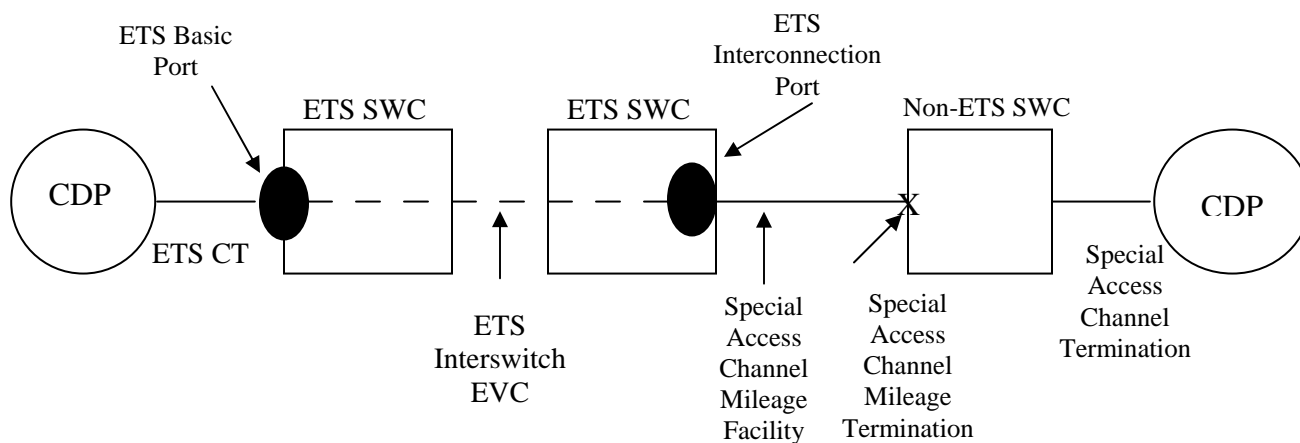 ETS Basic
Port
ETS
Interconnection
Port
ETS SWC
ETS SWC
Non-ETS SWC
CDP
X
CDP
ETS CT
ETS
Interswitch
EVC
Special
Access
Channel
Mileage
Facility
Special
Access
Channel
Mileage
Termination
Special
Access
Channel
Termination